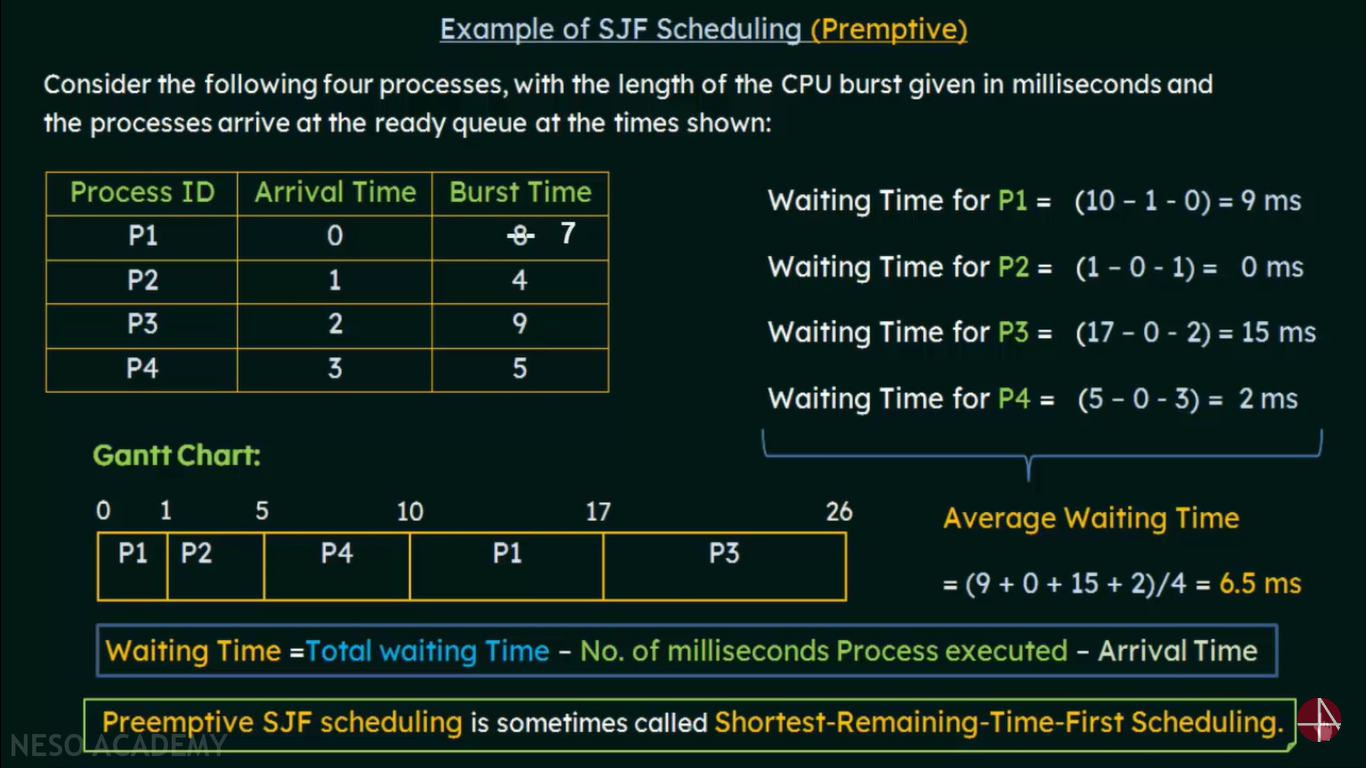 Example of SJF Scheduling (Premptive)
Consider the following four processes, with the length of the CPU burst given in milliseconds and
the processes arrive at the ready queue at the times shown:
Process ID Arrival Time Burst Time
P1 0 8 7
P2 1 4
P3 2 9
P4 3 5
Waiting Time for P1 = (10 – 1 - 0) = 9 ms
Waiting Time for P2 = (1 – 0 - 1) = 0 ms
Waiting Time for P3 = (17 – 0 - 2) = 15 ms
Waiting Time for P4 = (5 – 0 - 3) = 2 ms
Gantt Chart:
0 1 5 10 17 26
P1 P2 P4 P1 P3
Average Waiting Time
= (9 + 0 + 15 + 2)/4 = 6.5 ms
Waiting Time =Total waiting Time – No. of milliseconds Process executed – Arrival Time
Preemptive SJF scheduling is sometimes called Shortest-Remaining-Time-First Scheduling.
NESO ACADEMY